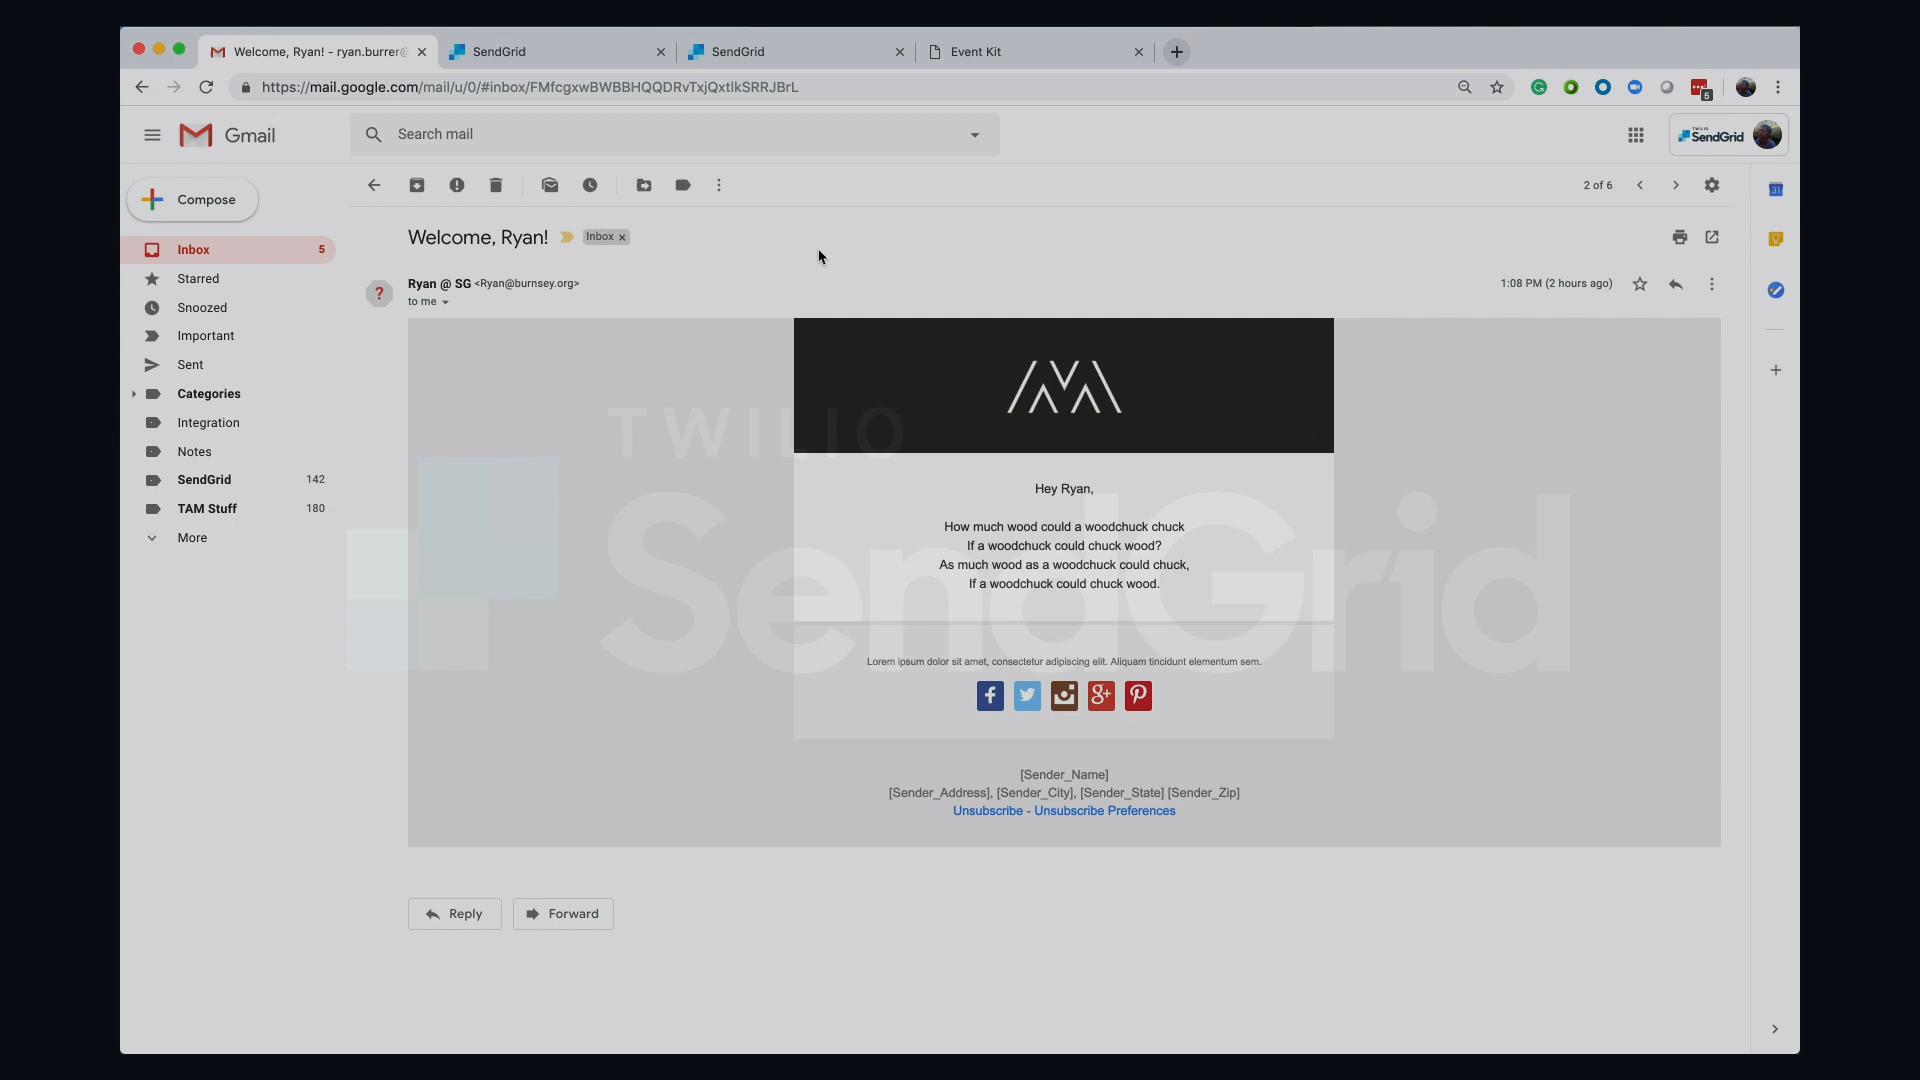 Welcome, Ryan! - ryan.burrer@
SendGrid
SendGrid
Event Kit
https://mail.google.com/mail/u/0/#inbox/FMfcgxwBWBBHQQDRvTxjQxtlkSRRJBrL
5
Gmail
Search mail
TWILIO
SendGrid
Compose
2 of 6
31
Inbox 5
Starred
Snoozed
Important
Sent
Categories
Integration
Notes
SendGrid 142
TAM Stuff 180
More
Welcome, Ryan! Inbox x
?
Ryan @ SG <Ryan@burnsey.org>
to me
1:08 PM (2 hours ago)
TWILIO
SendGrid
Hey Ryan,
How much wood could a woodchuck chuck
If a woodchuck could chuck wood?
As much wood as a woodchuck could chuck,
If a woodchuck could chuck wood.
Lorem ipsum dolor sit amet, consectetur adipiscing elit. Aliquam tincidunt elementum sem.
[Sender_Name]
[Sender_Address], [Sender_City], [Sender_State] [Sender_Zip]
Unsubscribe - Unsubscribe Preferences
Reply
Forward